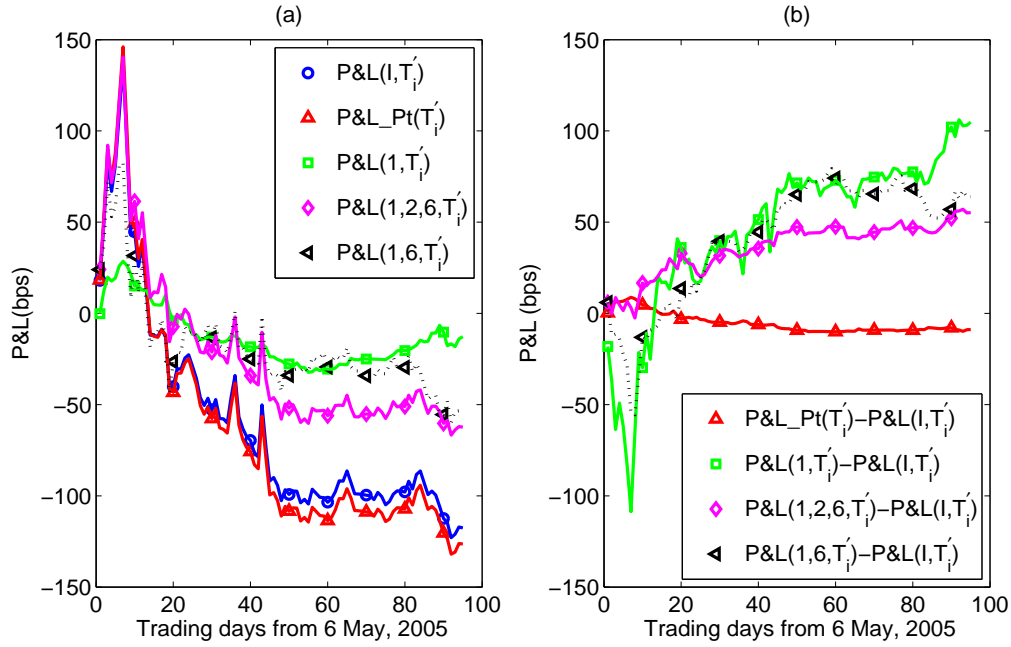 (a)
P&L(bps)
150
100
50
0
−50
−100
−150
0 20 40 60 80 100
Trading days from 6 May, 2005
P&L(I,T′i)
P&L_Pt(T′i)
P&L(1,T′i)
P&L(1,2,6,T′i)
P&L(1,6,T′i)
(b)
P&L (bps)
150
100
50
0
−50
−100
−150
0 20 40 60 80 100
Trading days from 6 May, 2005
P&L_Pt(T′i)−P&L(I,T′i)
P&L(1,T′i)−P&L(I,T′i)
P&L(1,2,6,T′i)−P&L(I,T′i)
P&L(1,6,T′i)−P&L(I,T′i)